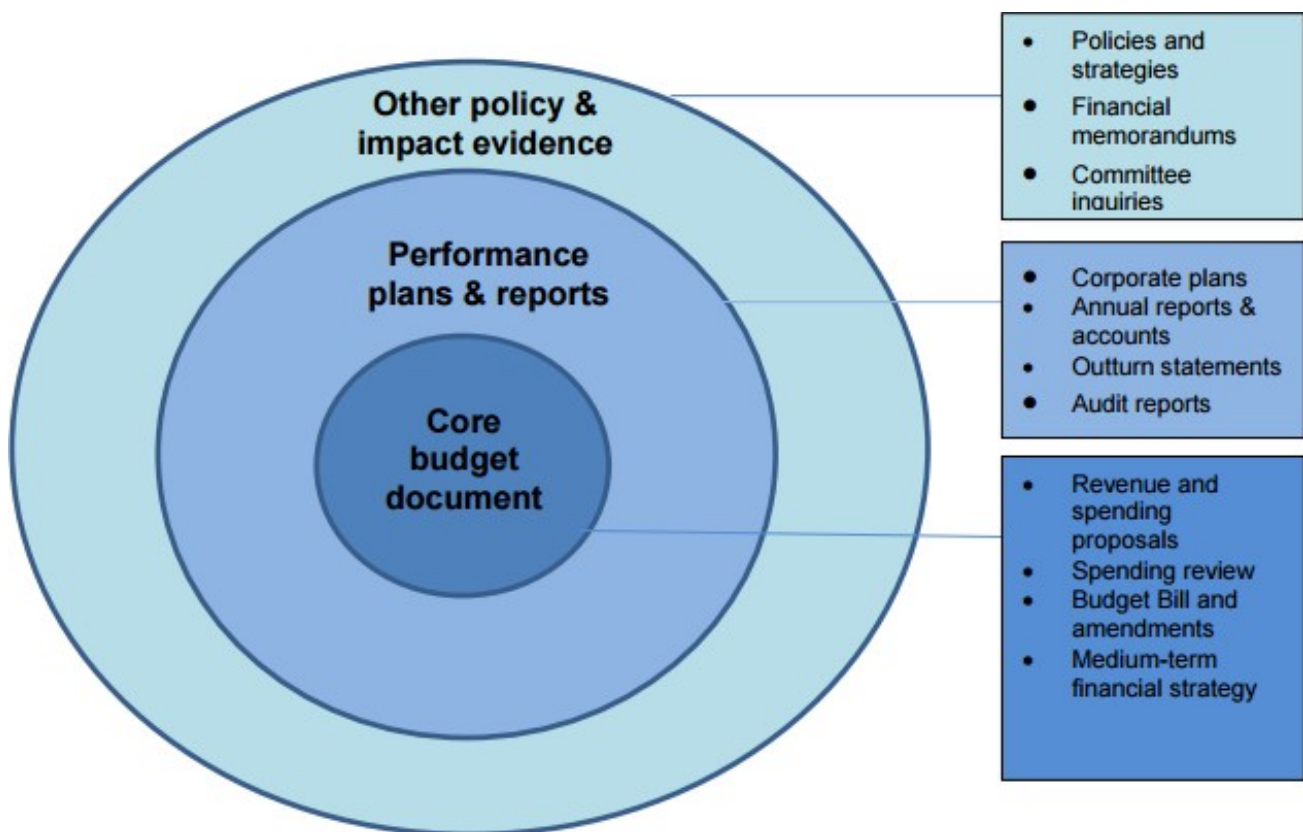 Other policy &
impact evidence
Performance
plans & reports
Core
budget
document
• Policies and
strategies
• Financial
memorandums
• Committee
inquiries
• Corporate plans
• Annual reports &
accounts
• Outturn statements
• Audit reports
• Revenue and
spending
proposals
• Spending review
• Budget Bill and
amendments
• Medium-term
financial strategy